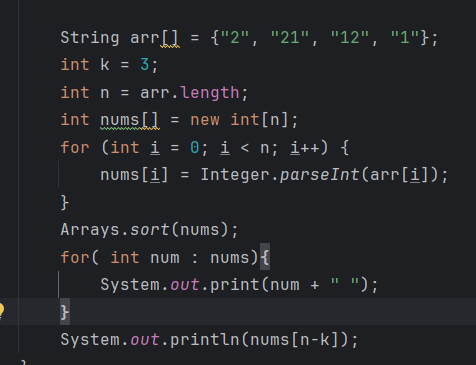 String arr[] = {"2", "21", "12", "1"};
int k = 3;
int n = arr.length;
int nums[] = new int[n];
for (int i = 0; i < n; i++) {
nums[i] = Integer.parseInt(arr[i]);
}
Arrays.sort(nums);
for( int num : nums){
System.out.print(num + " ");
}
System.out.println(nums[n-k]);
}